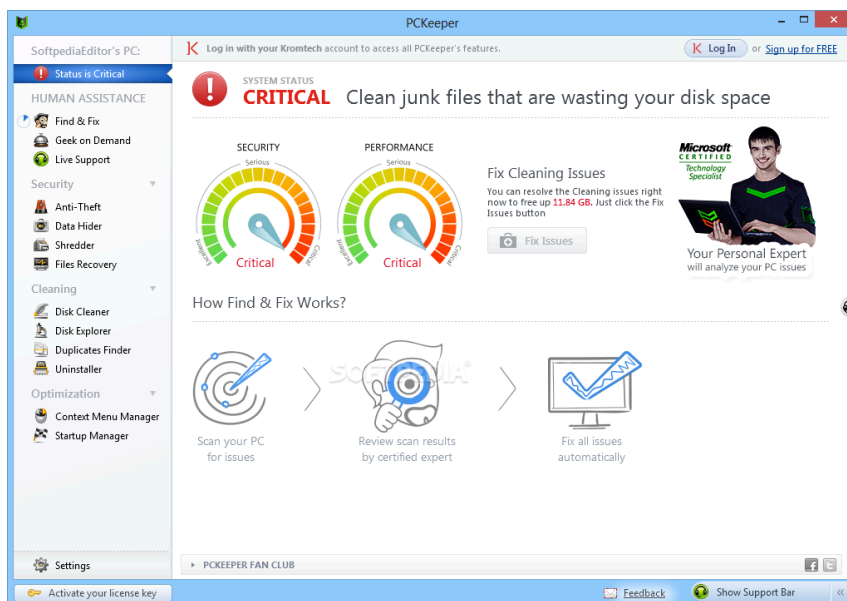 PCKeeper
SoftpediaEditor's PC:
Status is Critical
HUMAN ASSISTANCE
Find & Fix
Geek on Demand
Live Support
Security
Anti-Theft
Data Hider
Shredder
Files Recovery
Cleaning
Disk Cleaner
Disk Explorer
Duplicates Finder
Uninstaller
Optimization
Context Menu Manager
Startup Manager
Settings
Activate your license key
Log in with your Kromtech account to access all PCKeeper's features.
Log In or Sign up for FREE
SYSTEM STATUS
CRITICAL Clean junk files that are wasting your disk space
SECURITY
Serious
Excellent
Critical
Critical
PERFORMANCE
Serious
Excellent
Critical
Critical
Fix Cleaning Issues
You can resolve the Cleaning issues right
now to free up 11.84 GB. Just click the Fix
Issues button
Fix Issues
Microsoft
CERTIFIED
Technology
Specialist
Your Personal Expert
will analyze your PC issues
How Find & Fix Works?
SOFTPEDIA
Scan your PC
for issues
Review scan results
by certified expert
Fix all issues
automatically
PCKEEPER FAN CLUB
Feedback
Show Support Bar